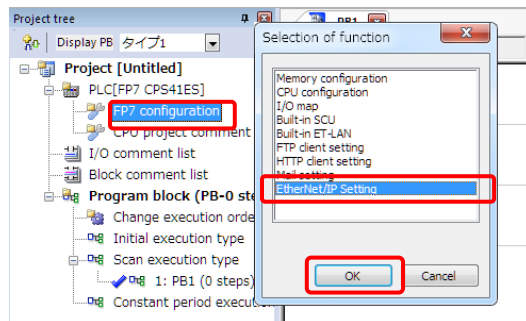 Project tree
Display PB タイプ1
Project [Untitled]
PLC[FP7 CPS41ES]
FP7 configuration
CPU project comment
I/O comment list
Block comment list
Program block (PB-0 ste
Change execution orde
Initial execution type
Scan execution type
1: PB1 (0 steps)
Constant period execution
PB1
Selection of function
Memory configuration
CPU configuration
I/O map
Built-in SCU
Built-in ET-LAN
FTP client setting
HTTP client setting
Mail setting
EtherNet/IP Setting
OK
Cancel